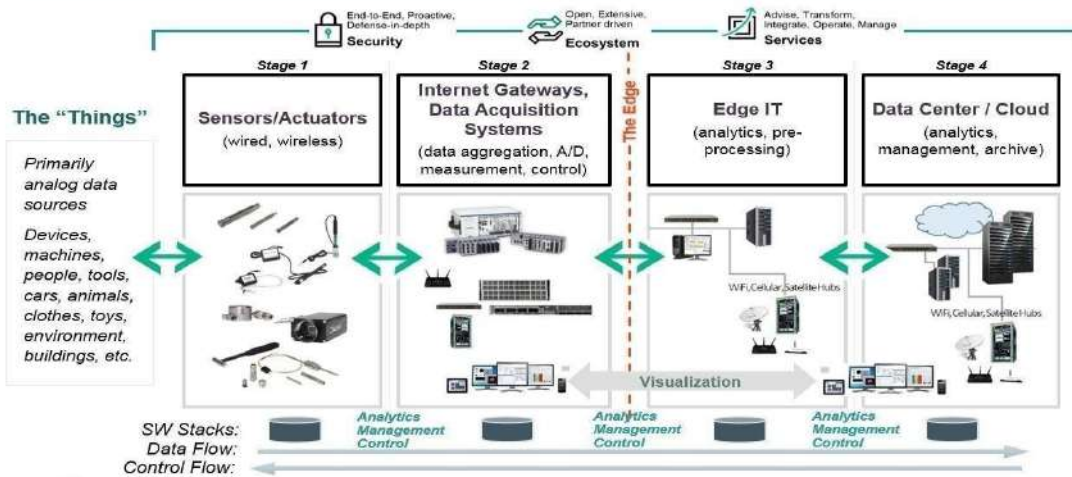 End-to-End, Proactive,
Defense-in-depth
Security
Open, Extensive,
Partner driven
Ecosystem
Advise, Transform,
Integrate, Operate, Manage
Services
Stage 1
Stage 2
Stage 3
Stage 4
The “Things”
Primarily
analog data
sources
Devices,
machines,
people, tools,
cars, animals,
clothes, toys,
environment,
buildings, etc.
Sensors/Actuators
(wired, wireless)
Internet Gateways,
Data Acquisition
Systems
(data aggregation, A/D,
measurement, control)
The Edge
Edge IT
(analytics, pre-
processing)
Data Center / Cloud
(analytics,
management, archive)
WiFi, Cellular, Satellite Hubs
WiFi, Cellular, Satellite Hubs
Visualization
SW Stacks:
Data Flow:
Control Flow:
Analytics
Management
Control
Analytics
Management
Control
Analytics
Management
Control